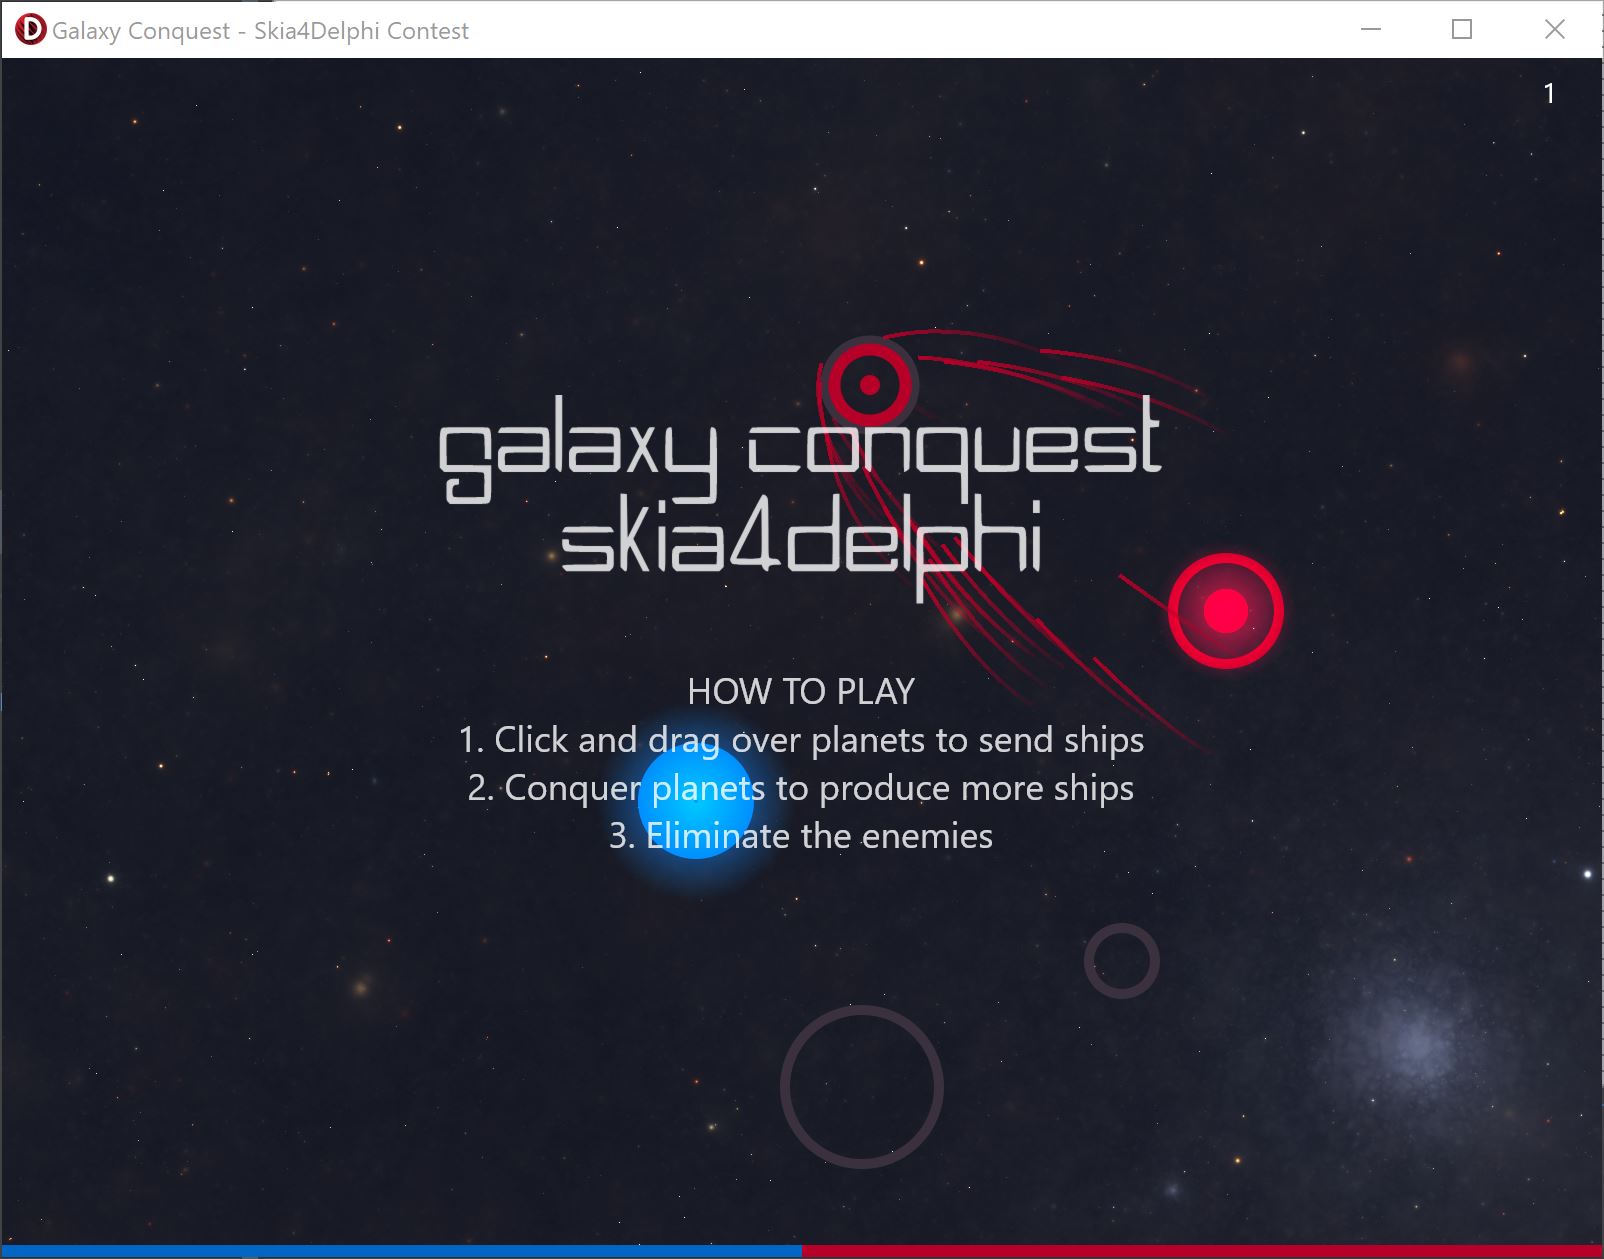 Galaxy Conquest - Skia4Delphi Contest
1
galaxy conquest
skia4delphi
HOW TO PLAY
1. Click and drag over planets to send ships
2. Conquer planets to produce more ships
3. Eliminate the enemies